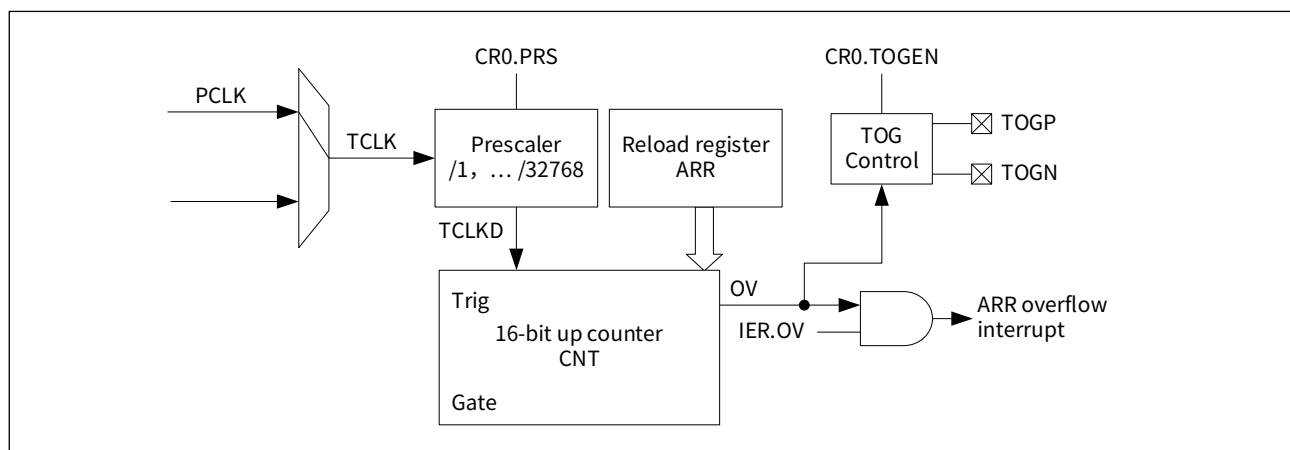 CR0.PRS
CR0.TOGEN
PCLK
TCLK
Prescaler
/1, … /32768
Reload register
ARR
TOG
Control
TOGP
TOGN
TCLKD
Trig
16-bit up counter
CNT
Gate
OV
IER.OV
ARR overflow
interrupt